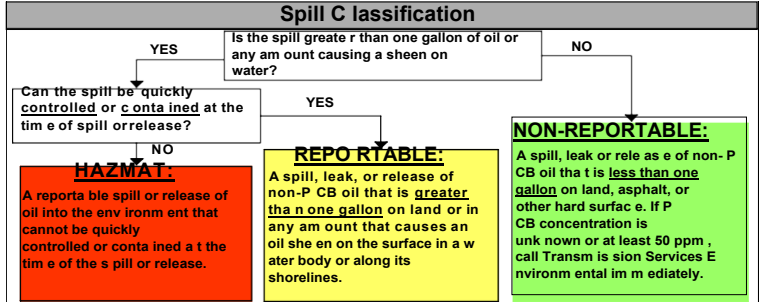 Spill C lassification
Is the spill greate r than one gallon of oil or
any am ount causing a sheen on
water?
YES
NO
Can the spill be quickly
controlled or c onta ined at the
tim e of spill orrelease?
YES
NO
HAZMAT:
A reporta ble spill or release of
oil into the env ironm ent that
cannot be quickly
controlled or conta ined a t the
tim e of the s pill or release.
REPO RTABLE:
A spill, leak, or release of
non-P CB oil that is greater
tha n one gallon on land or in
any am ount that causes an
oil she en on the surface in a w
ater body or along its
shorelines.
NON-REPORTABLE:
A spill, leak or rele as e of non- P
CB oil tha t is less than one
gallon on land, asphalt, or
other hard surfac e. If P
CB concentration is
unk nown or at least 50 ppm ,
call Transm is sion Services E
nvironm ental im m ediately.